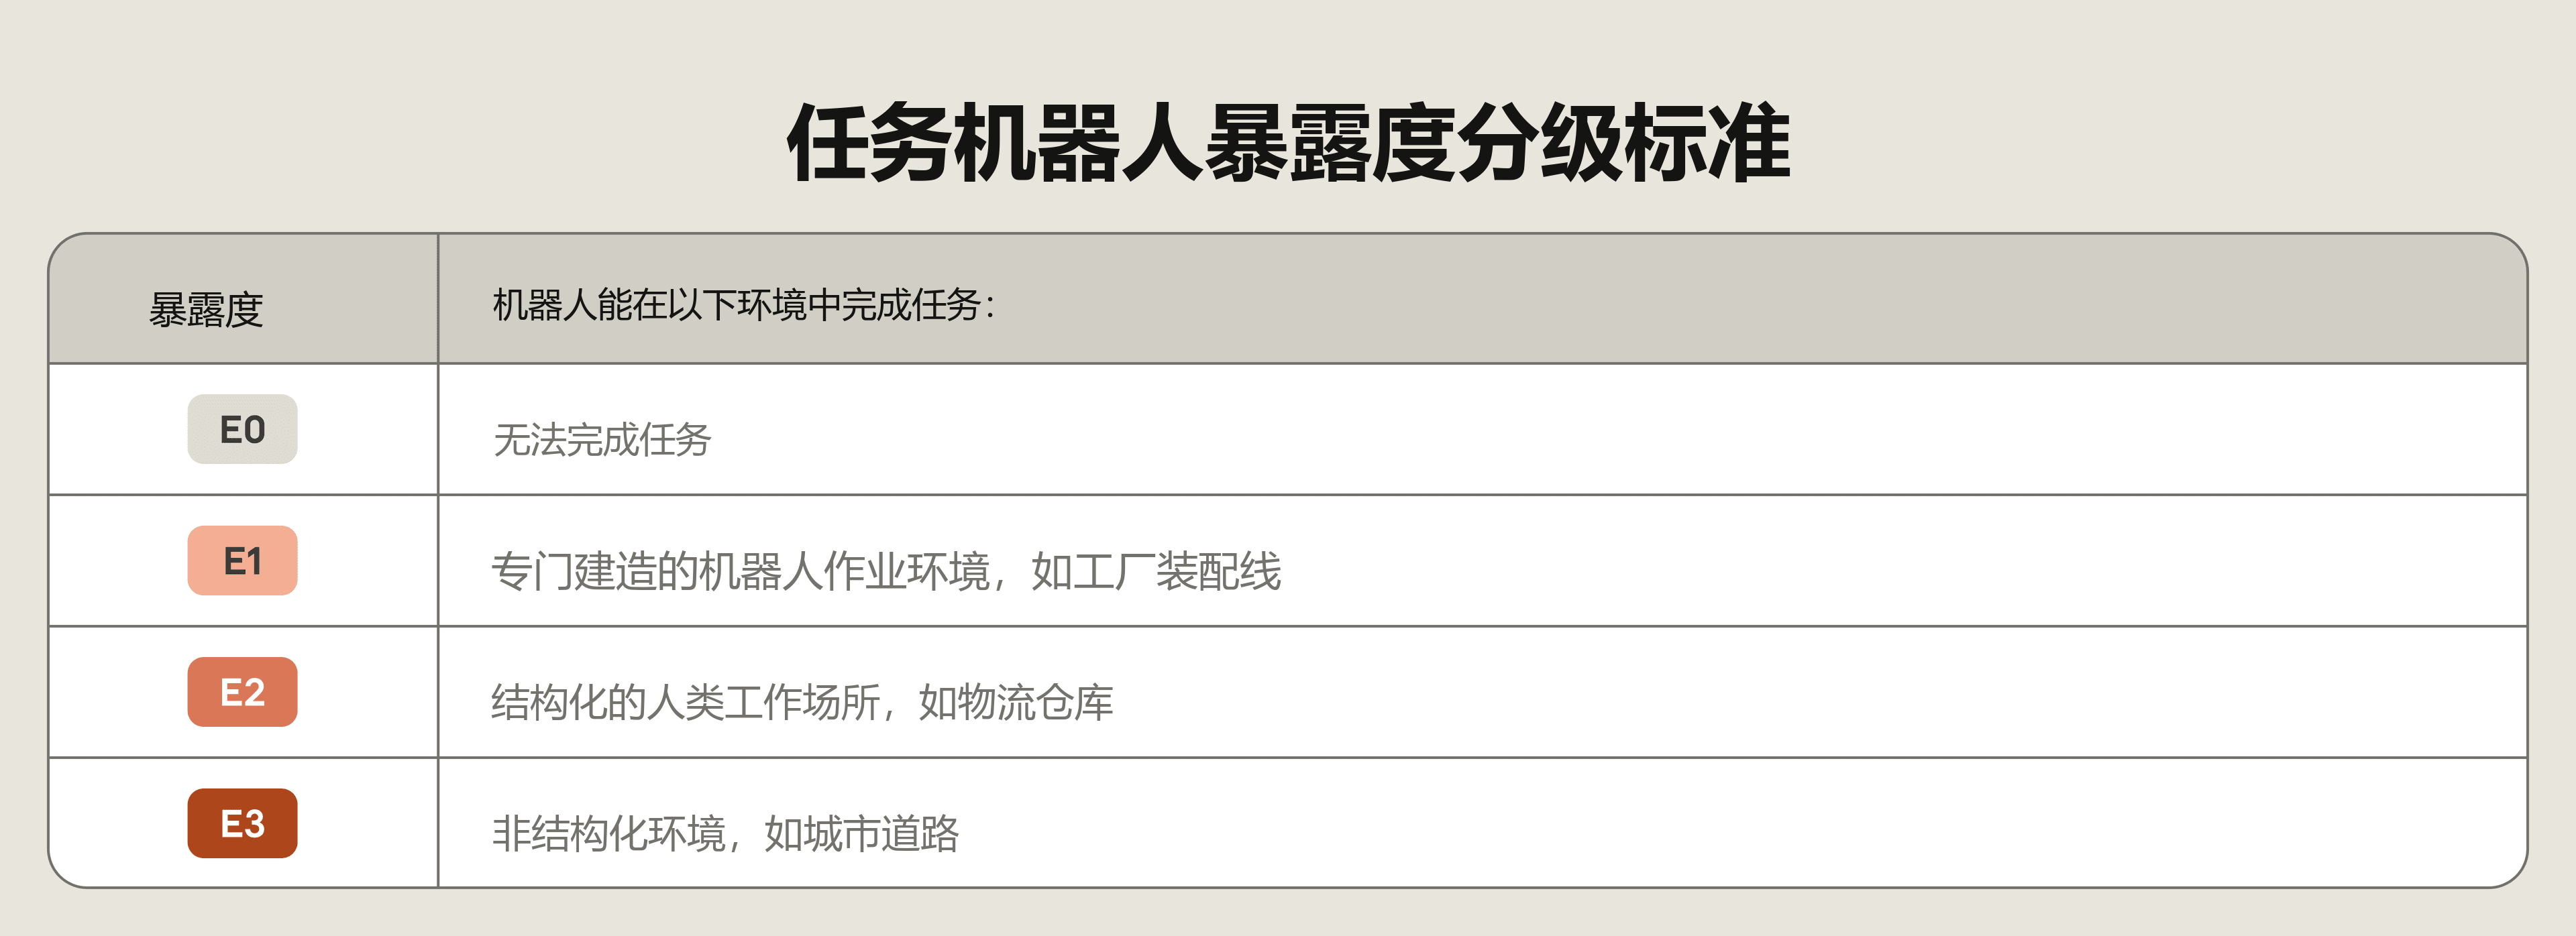 任务机器人暴露度分级标准
暴露度
机器人能在以下环境中完成任务：
E0
无法完成任务
E1
专门建造的机器人作业环境，如工厂装配线
E2
结构化的人类工作场所，如物流仓库
E3
非结构化环境，如城市道路